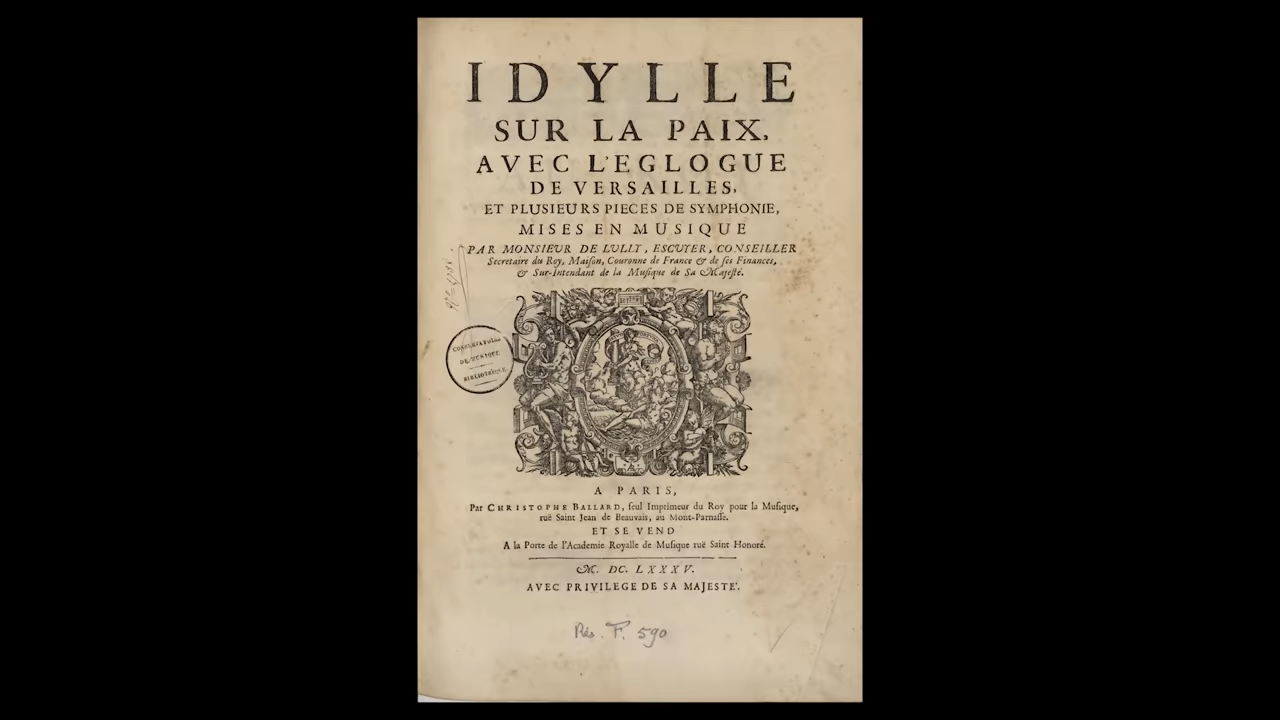 IDYLLE
SUR LA PAIX,
AVEC L'EGLOGUE
DE VERSAILLES,
ET PLUSIEURS PIECES DE SYMPHONIE,
MISES EN MUSIQUE
PAR MONSIEUR DE LULLY, ESCUYER, CONSEILLER
Secretaire du Roy, Maiſon, Couronne de France & de ſes Finances,
& Sur-Intendant de la Muſique de Sa Majeſté.
CONSERVATOIRE
DE MUSIQUE
BIBLIOTHÈQUE
A PARIS,
Par CHRISTOPHE BALLARD, ſeul Imprimeur du Roy pour la Muſique,
ruë Saint Jean de Beauvais, au Mont-Parnaſſe.
ET SE VEND
A la Porte de l'Academie Royalle de Muſique ruë Saint Honoré.
M. DC. LXXXV.
AVEC PRIVILEGE DE SA MAJESTE'.
Rés. F. 590